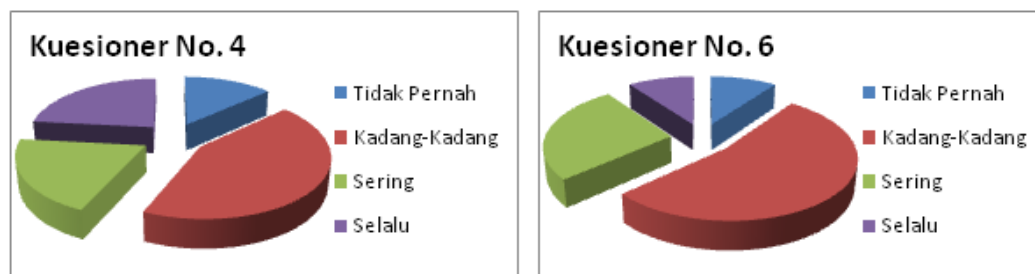 Kuesioner No. 4
Tidak Pernah
Kadang-Kadang
Sering
Selalu
Kuesioner No. 6
Tidak Pernah
Kadang-Kadang
Sering
Selalu